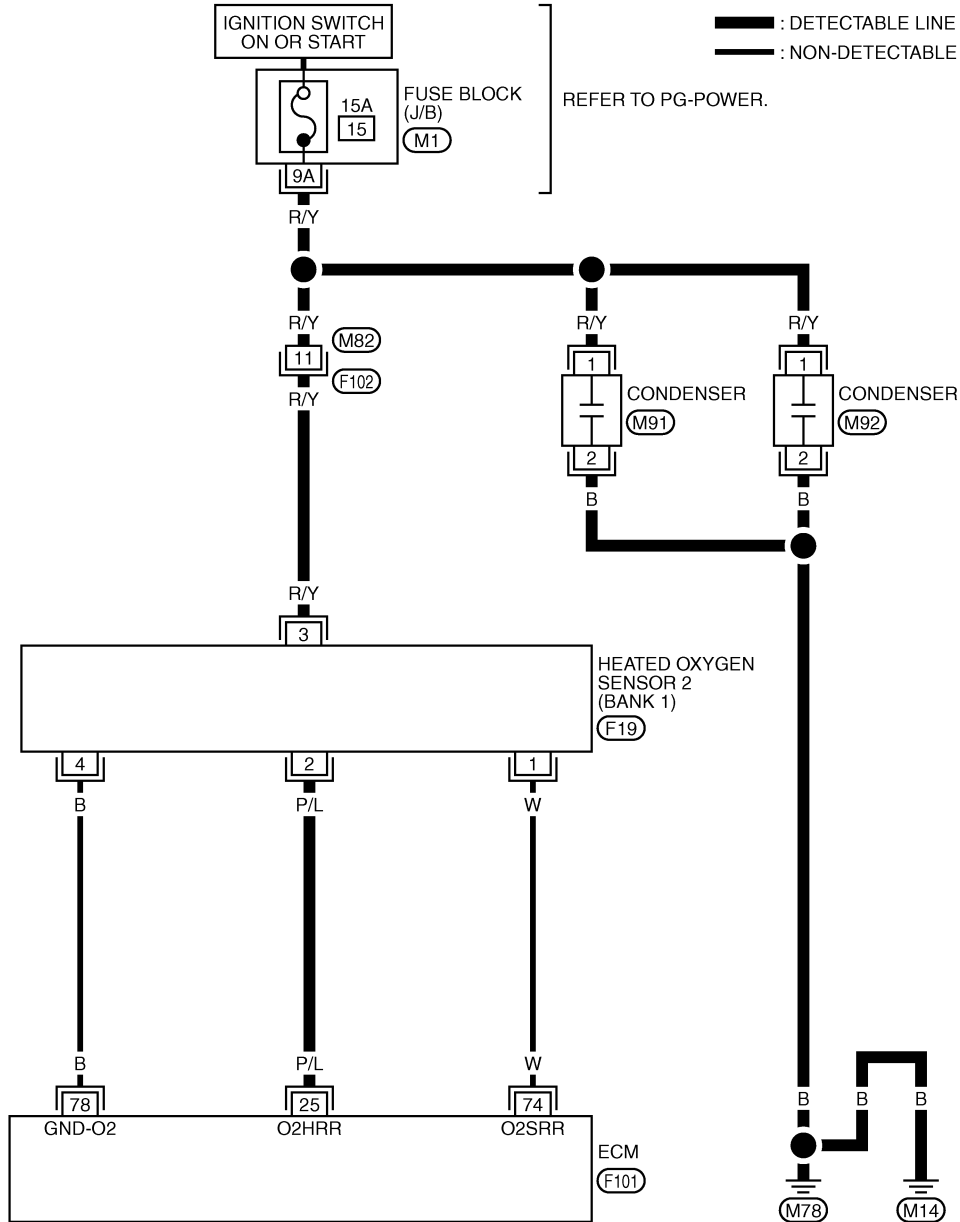 IGNITION SWITCH
ON OR START
: DETECTABLE LINE
: NON-DETECTABLE
15A
15
FUSE BLOCK
(J/B)
M1
REFER TO PG-POWER.
9A
R/Y
R/Y
R/Y
R/Y
11
M82
F102
R/Y
1
1
CONDENSER
M91
CONDENSER
M92
2
2
B
B
R/Y
3
HEATED OXYGEN
SENSOR 2
(BANK 1)
F19
4
2
1
B
P/L
W
B
P/L
W
B
B
B
78
25
74
GND-O2
O2HRR
O2SRR
ECM
F101
M78
M14